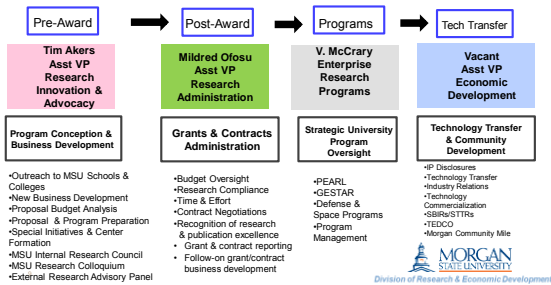 Pre-Award
Post-Award
Programs
Tech Transfer
Tim Akers
Asst VP
Research
Innovation &
Advocacy
Mildred Ofosu
Asst VP
Research
Administration
V. McCrary
Enterprise
Research
Programs
Vacant
Asst VP
Economic
Development
Program Conception &
Business Development
Grants & Contracts
Administration
Strategic University
Program
Oversight
Technology Transfer
& Community
Development
•Outreach to MSU Schools &
Colleges
•New Business Development
•Proposal Budget Analysis
•Proposal & Program Preparation
•Special Initiatives & Center
Formation
•MSU Internal Research Council
•MSU Research Colloquium
•External Research Advisory Panel
•Budget Oversight
•Research Compliance
•Time & Effort
•Contract Negotiations
•Recognition of research
& publication excellence
• Grant & contract reporting
• Follow-on grant/contract
business development
•PEARL
•GESTAR
•Defense &
Space Programs
•Program
Management
•IP Disclosures
•Technology Transfer
•Industry Relations
•Technology
Commercialization
•SBIRs/STTRs
•TEDCO
•Morgan Community Mile
MORGAN
STATE UNIVERSITY
Division of Research & Economic Development